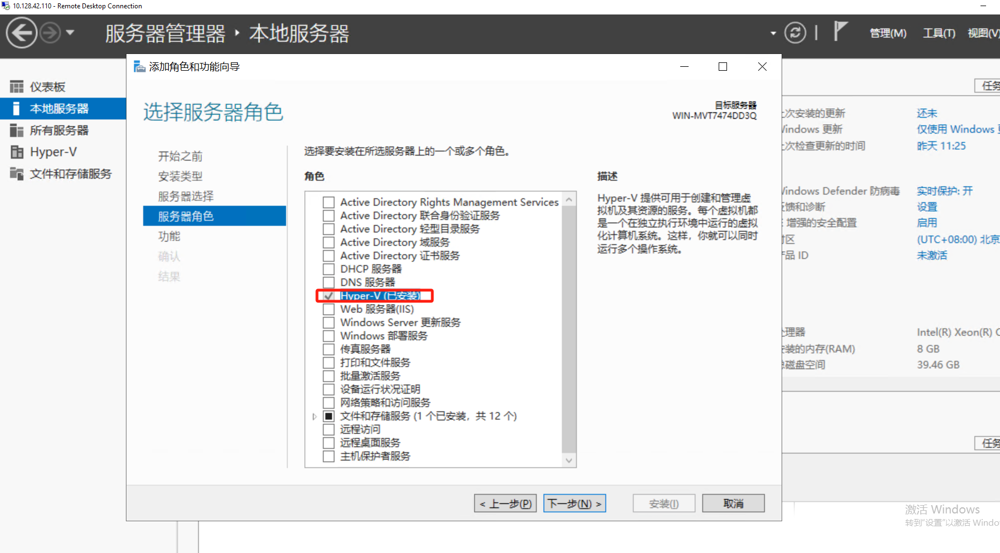 10.128.42.110 - Remote Desktop Connection
服务器管理器 · 本地服务器
管理(M) 工具(T) 视图(V)
添加角色和功能向导
仪表板
本地服务器
所有服务器
Hyper-V
文件和存储服务
选择服务器角色
目标服务器
WIN-MVT7474DD3Q
开始之前
安装类型
服务器选择
服务器角色
功能
确认
结果
选择要安装在所选服务器上的一个或多个角色。
角色
Active Directory Rights Management Services
Active Directory 联合身份验证服务
Active Directory 轻型目录服务
Active Directory 域服务
Active Directory 证书服务
DHCP 服务器
DNS 服务器
Hyper-V (已安装)
Web 服务器(IIS)
Windows Server 更新服务
Windows 部署服务
传真服务器
打印和文件服务
批量激活服务
设备运行状况证明
网络策略和访问服务
文件和存储服务 (1 个已安装，共 12 个)
远程访问
远程桌面服务
主机保护者服务
描述
Hyper-V 提供可用于创建和管理虚
拟机及其资源的服务。每个虚拟机都
是一个在独立执行环境中运行的虚拟
化计算机系统。这样，你就可以同时
运行多个操作系统。
< 上一步(P)
下一步(N) >
安装(I)
取消
任务
次安装的更新 还未
Windows 更新 仅使用 Windows
次检查更新的时间 昨天 11:25
Windows Defender 防病毒 实时保护: 开
馈和诊断 设置
增强的安全配置 启用
区 (UTC+08:00) 北京
品 ID 未激活
理器 Intel(R) Xeon(R)
装的内存(RAM) 8 GB
磁盘空间 39.46 GB
任务
激活 Windows
转到"设置"以激活 Windo